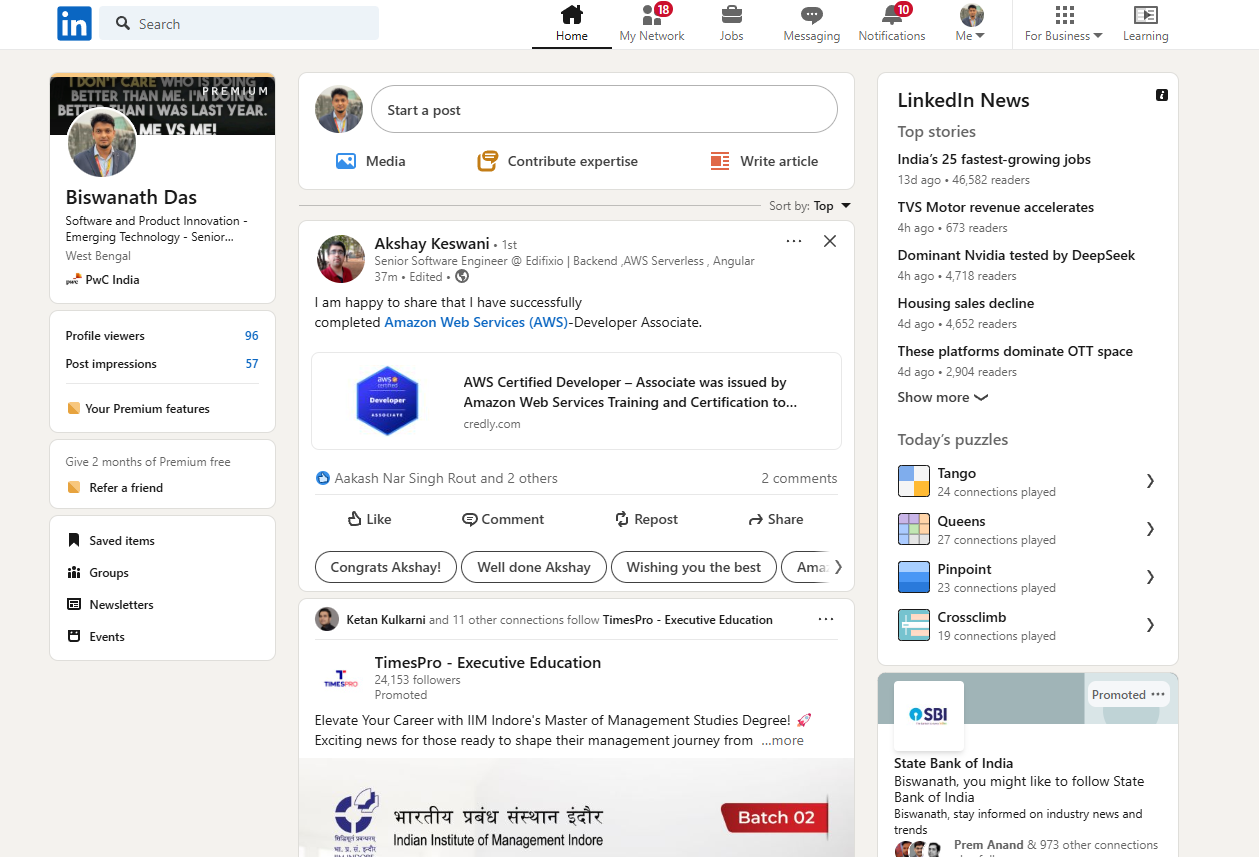 in
Search
Home
18
My Network
Jobs
Messaging
10
Notifications
Me
For Business
Learning
I DON'T CARE WHO IS DOING
PREMIUM
BETTER THAN ME. I'M DOING
BETTER THAN I WAS LAST YEAR.
ME VS ME!
Biswanath Das
Software and Product Innovation -
Emerging Technology - Senior...
West Bengal
pwc PwC India
Profile viewers 96
Post impressions 57
Your Premium features
Give 2 months of Premium free
Refer a friend
Saved items
Groups
Newsletters
Events
Start a post
Media
Contribute expertise
Write article
Sort by: Top
Akshay Keswani • 1st
Senior Software Engineer @ Edifixio | Backend ,AWS Serverless , Angular
37m • Edited •
I am happy to share that I have successfully
completed Amazon Web Services (AWS)-Developer Associate.
aws
certified
Developer
ASSOCIATE
AWS Certified Developer – Associate was issued by
Amazon Web Services Training and Certification to...
credly.com
Aakash Nar Singh Rout and 2 others
2 comments
Like
Comment
Repost
Share
Congrats Akshay!
Well done Akshay
Wishing you the best
Ketan Kulkarni and 11 other connections follow TimesPro - Executive Education
TIMESPRO
TimesPro - Executive Education
24,153 followers
Promoted
Elevate Your Career with IIM Indore's Master of Management Studies Degree! 🚀
Exciting news for those ready to shape their management journey from ...more
भारतीय प्रबंध संस्थान इंदौर
Indian Institute of Management Indore
Batch 02
LinkedIn News
Top stories
India's 25 fastest-growing jobs
13d ago • 46,582 readers
TVS Motor revenue accelerates
4h ago • 673 readers
Dominant Nvidia tested by DeepSeek
4h ago • 4,718 readers
Housing sales decline
4d ago • 4,652 readers
These platforms dominate OTT space
4d ago • 2,904 readers
Show more
Today's puzzles
Tango
24 connections played
Queens
27 connections played
Pinpoint
23 connections played
Crossclimb
19 connections played
Promoted
SBI
State Bank of India
Biswanath, you might like to follow State
Bank of India
Biswanath, stay informed on industry news and
trends
Prem Anand & 973 other connections